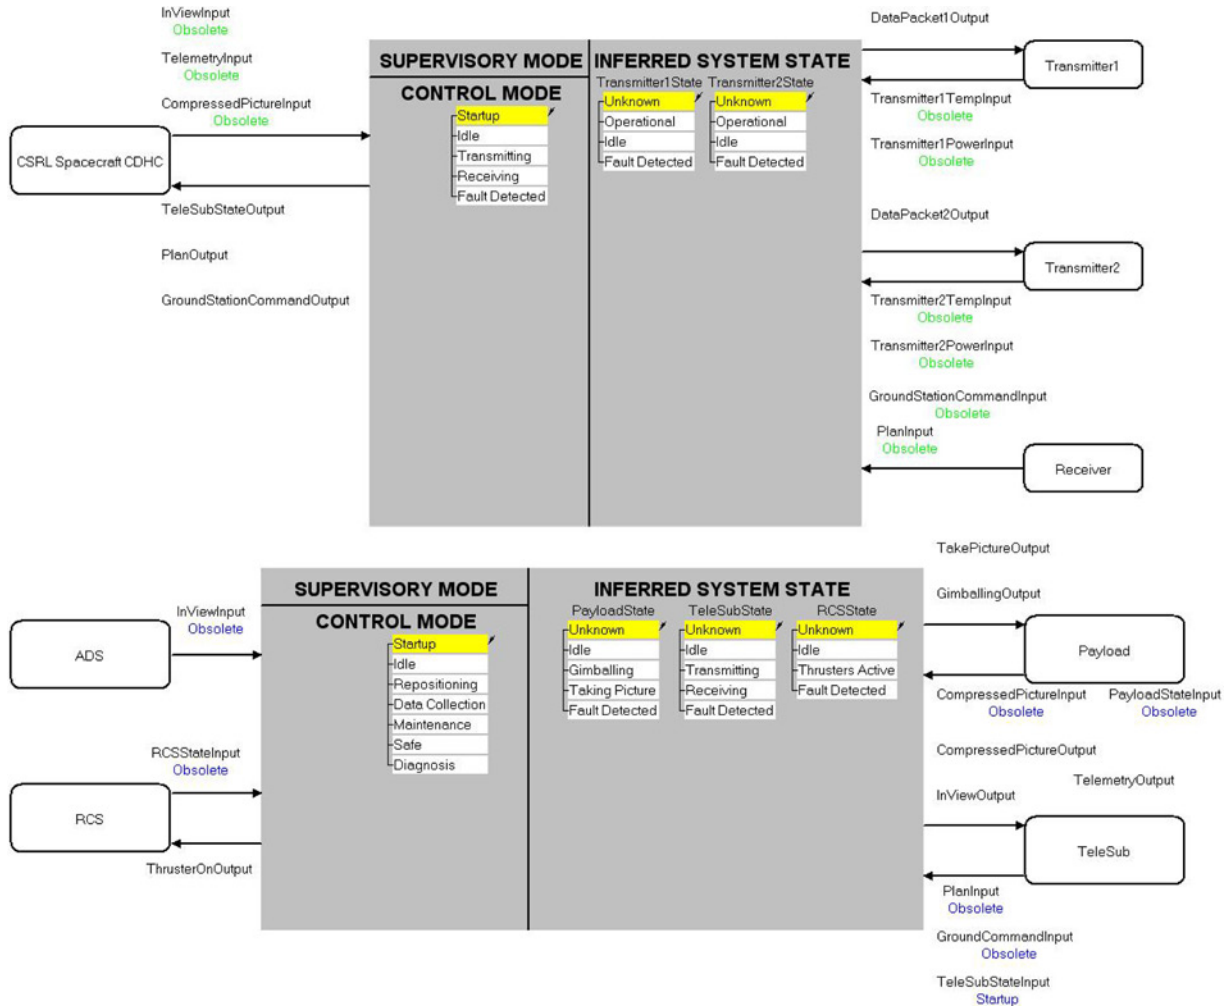 InViewInput
Obsolete
TelemetryInput
Obsolete
CompressedPictureInput
Obsolete
CSRL Spacecraft CDHC
TeleSubStateOutput
PlanOutput
GroundStationCommandOutput
SUPERVISORY MODE
CONTROL MODE
Startup
Idle
Transmitting
Receiving
Fault Detected
INFERRED SYSTEM STATE
Transmitter1State
Unknown
Operational
Idle
Fault Detected
Transmitter2State
Unknown
Operational
Idle
Fault Detected
DataPacket1Output
Transmitter1
Transmitter1TempInput
Obsolete
Transmitter1PowerInput
Obsolete
DataPacket2Output
Transmitter2
Transmitter2TempInput
Obsolete
Transmitter2PowerInput
Obsolete
GroundStationCommandInput
Obsolete
PlanInput
Obsolete
Receiver
InViewInput
Obsolete
ADS
RCSStateInput
Obsolete
RCS
ThrusterOnOutput
SUPERVISORY MODE
CONTROL MODE
Startup
Idle
Repositioning
Data Collection
Maintenance
Safe
Diagnosis
INFERRED SYSTEM STATE
PayloadState
Unknown
Idle
Gimballing
Taking Picture
Fault Detected
TeleSubState
Unknown
Idle
Transmitting
Receiving
Fault Detected
RCSState
Unknown
Idle
Thrusters Active
Fault Detected
TakePictureOutput
GimballingOutput
Payload
CompressedPictureInput
Obsolete
PayloadStateInput
Obsolete
CompressedPictureOutput
TelemetryOutput
InViewOutput
TeleSub
PlanInput
Obsolete
GroundCommandInput
Obsolete
TeleSubStateInput
Startup